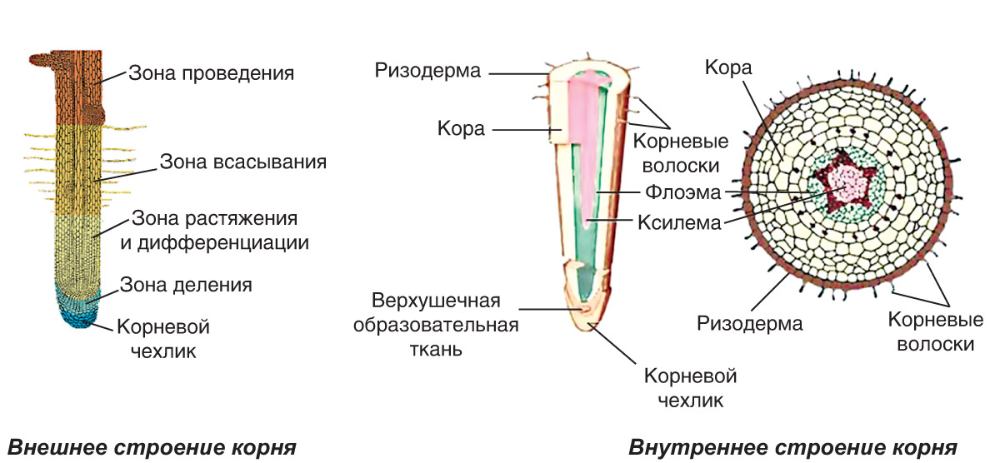 Зона проведения
Зона всасывания
Зона растяжения
и дифференциации
Зона деления
Корневой
чехлик
Ризодерма
Кора
Корневые
волоски
Флоэма
Ксилема
Верхушечная
образовательная
ткань
Корневой
чехлик
Кора
Ризодерма
Корневые
волоски
Внешнее строение корня
Внутреннее строение корня